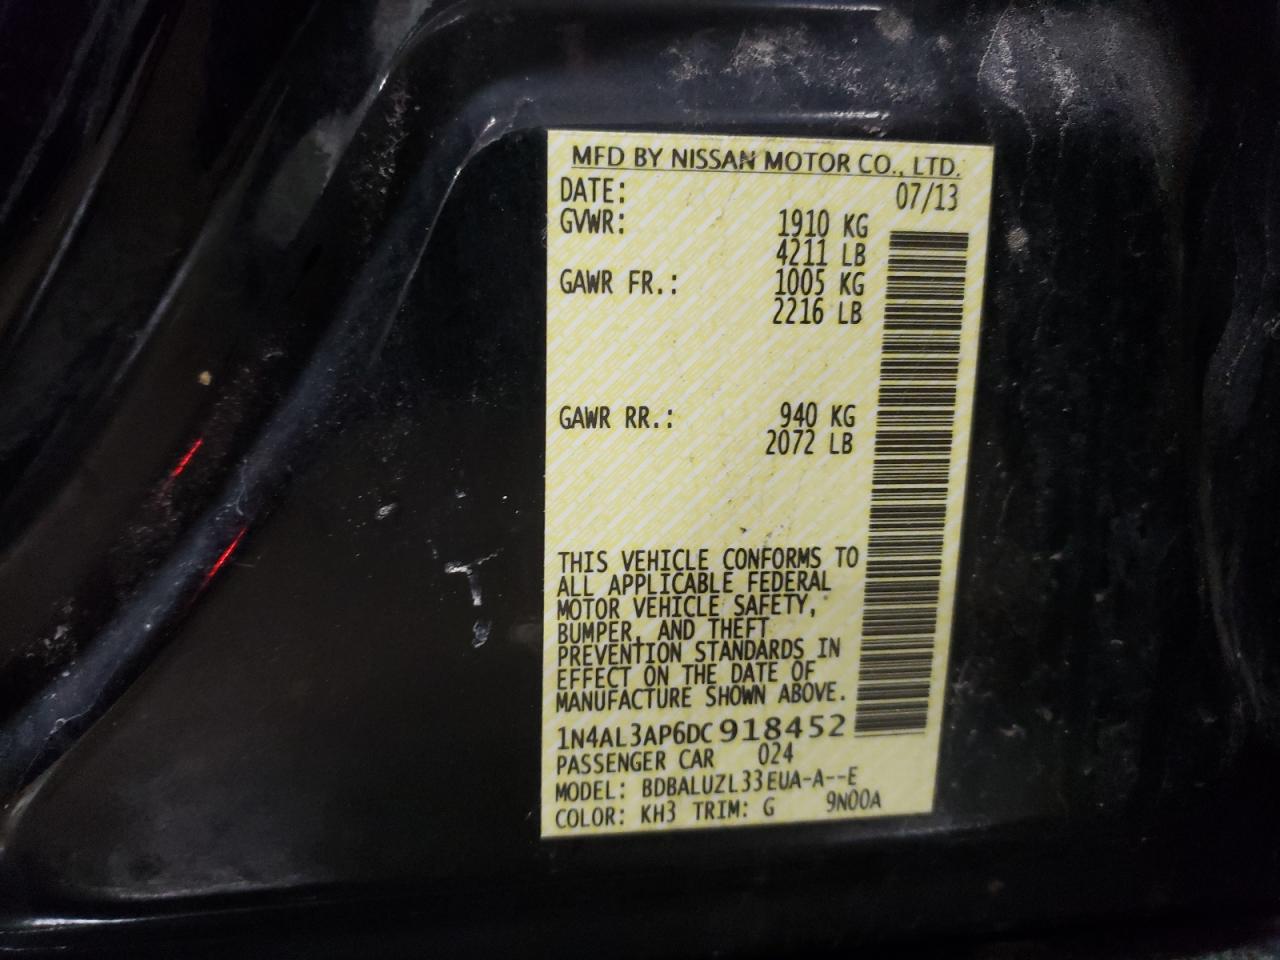 MFD BY NISSAN MOTOR CO., LTD.
DATE: 07/13
GVWR: 1910 KG
4211 LB
GAWR FR.: 1005 KG
2216 LB
GAWR RR.: 940 KG
2072 LB
THIS VEHICLE CONFORMS TO
ALL APPLICABLE FEDERAL
MOTOR VEHICLE SAFETY,
BUMPER, AND THEFT
PREVENTION STANDARDS IN
EFFECT ON THE DATE OF
MANUFACTURE SHOWN ABOVE.
1N4AL3AP6DC918452
PASSENGER CAR 024
MODEL: BDBALUZL33EUA-A--E
COLOR: KH3 TRIM: G 9N00A